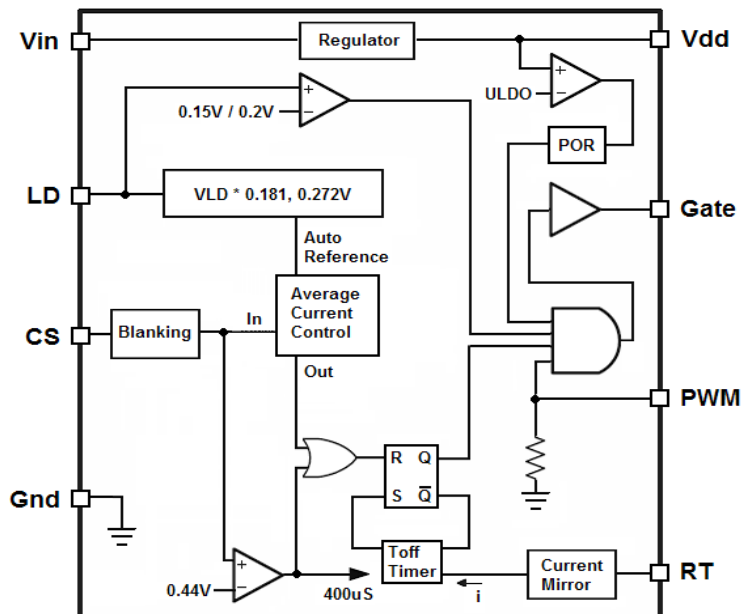 Vin
Regulator
Vdd
+
−
ULDO
+
−
0.15V / 0.2V
POR
LD
VLD * 0.181, 0.272V
Gate
Auto
Reference
Average
Current
Control
In
CS
Blanking
Out
PWM
R Q
S Q̅
Gnd
Toff
Timer
+
−
0.44V
400uS
i
Current
Mirror
RT